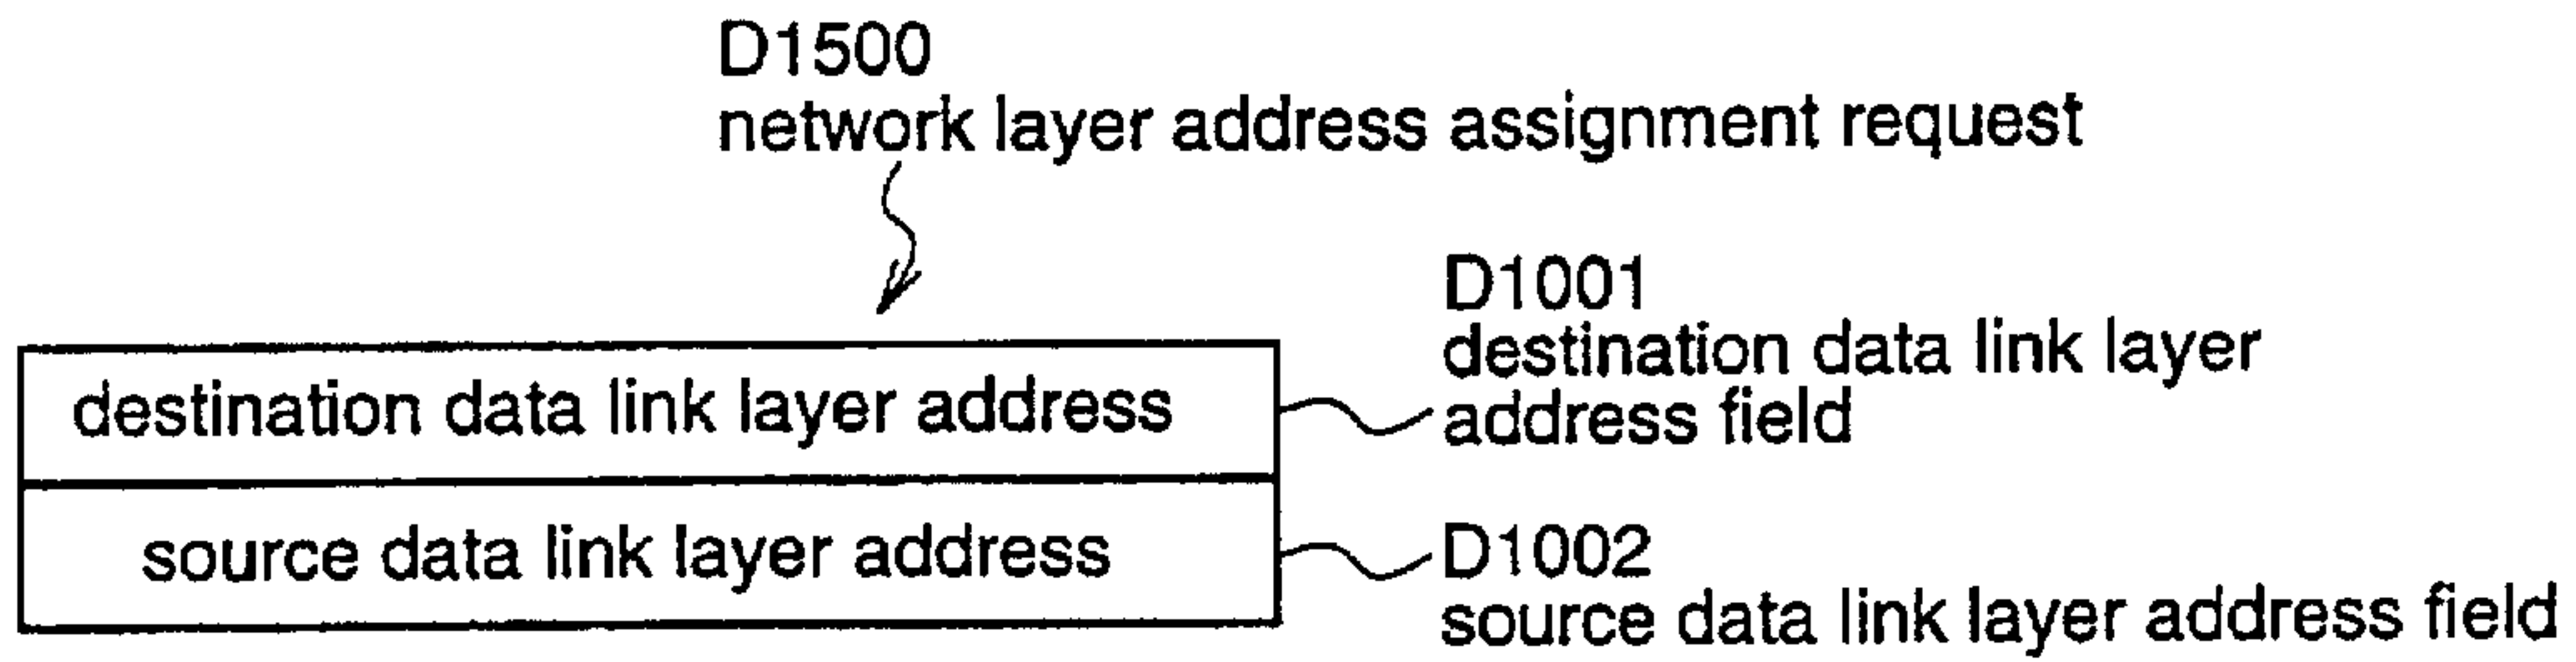 D1500
network layer address assignment request
D1001
destination data link layer
address field
destination data link layer address
source data link layer address
D1002
source data link layer address field